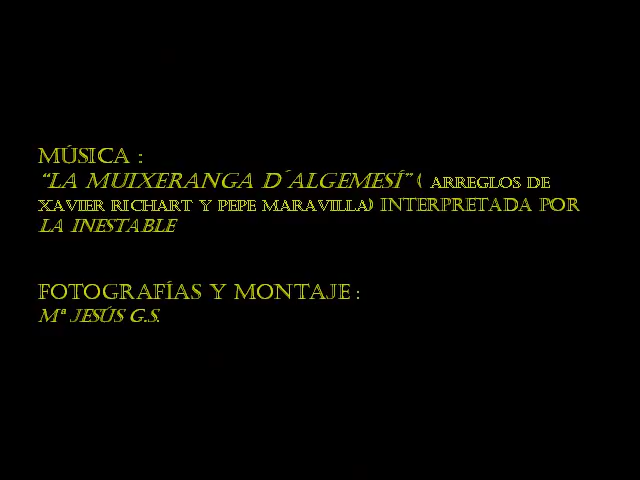 MÚSICA :
“LA MUIXERANGA D´ALGEMESÍ” ( ARREGLOS DE
XAVIER RICHART Y PEPE MARAVILLA) INTERPRETADA POR
LA INESTABLE
FOTOGRAFÍAS Y MONTAJE :
Mª JESÚS G.S.